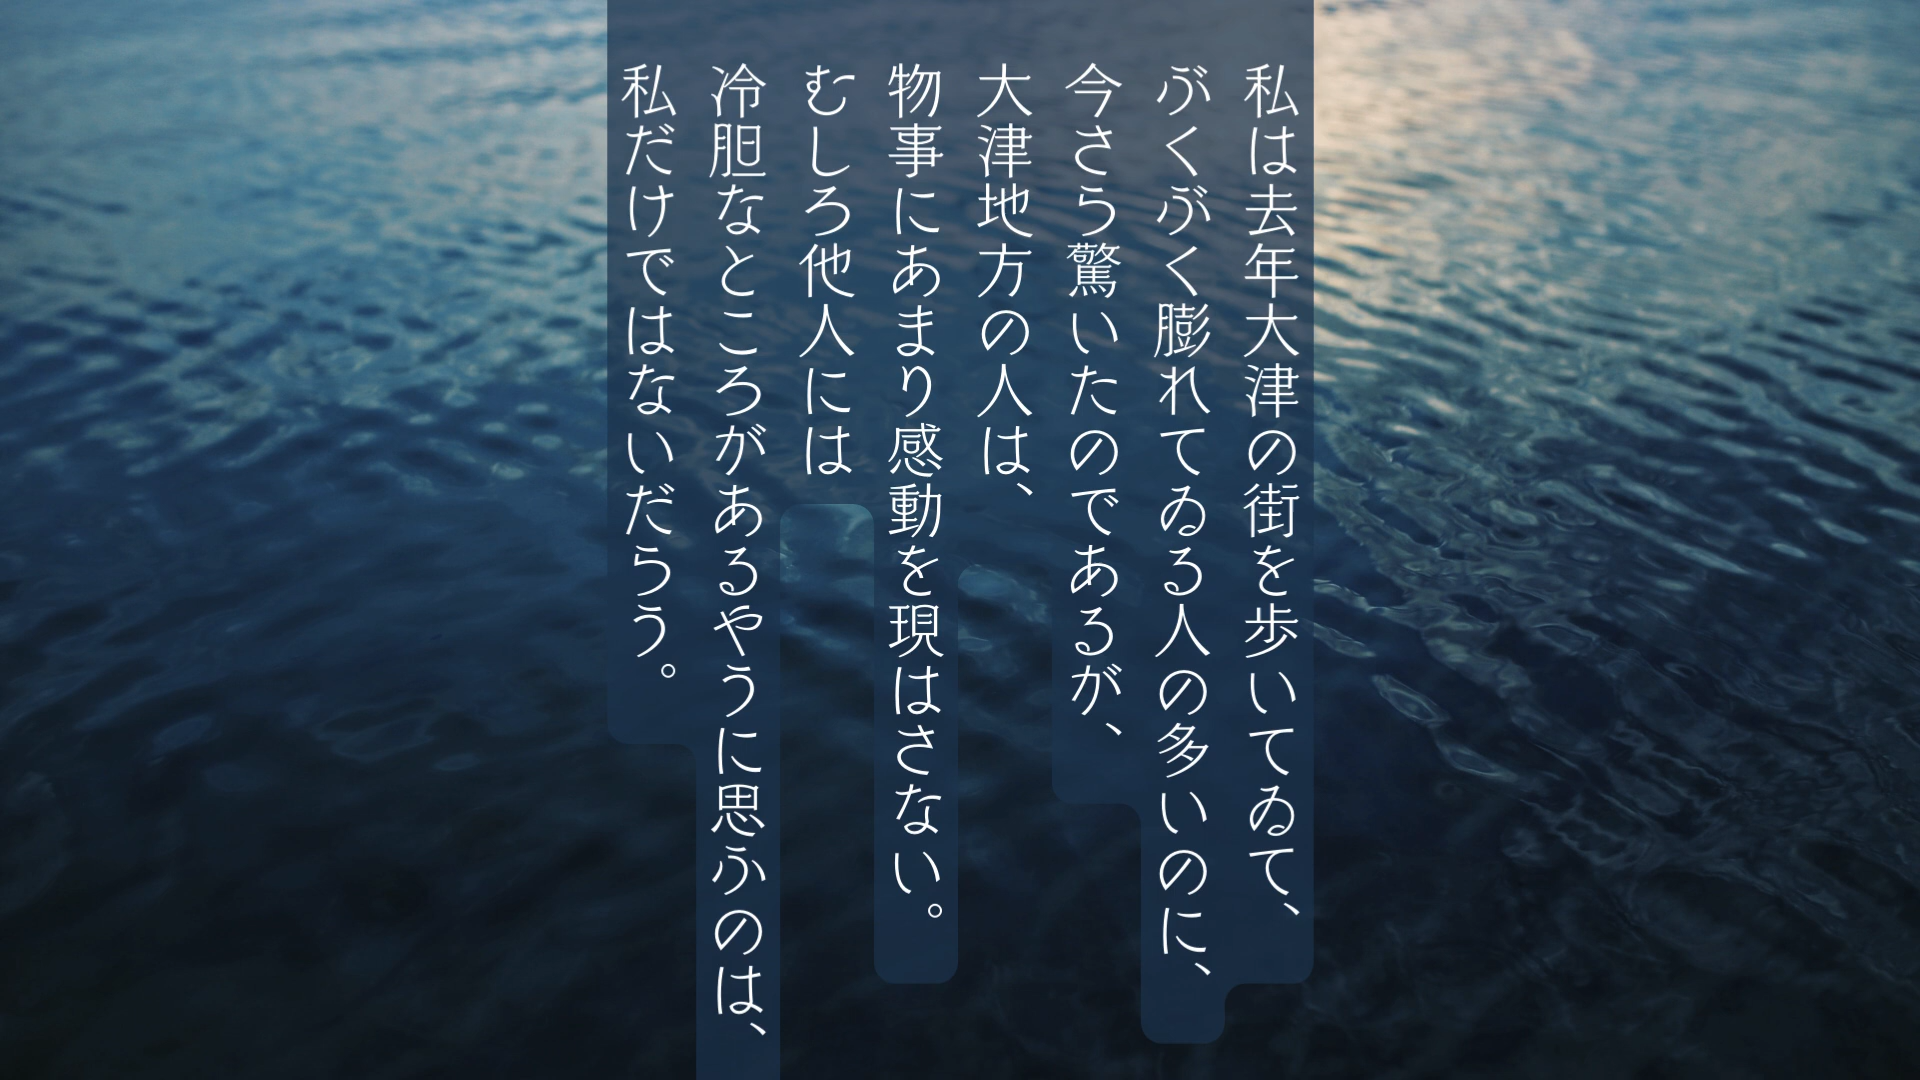 私は去年大津の街を歩いてゐて、
ぶくぶく膨れてゐる人の多いのに、
今さら驚いたのであるが、
大津地方の人は、
物事にあまり感動を現はさない。
むしろ他人には
冷胆なところがあるやうに思ふのは、
私だけではないだらう。